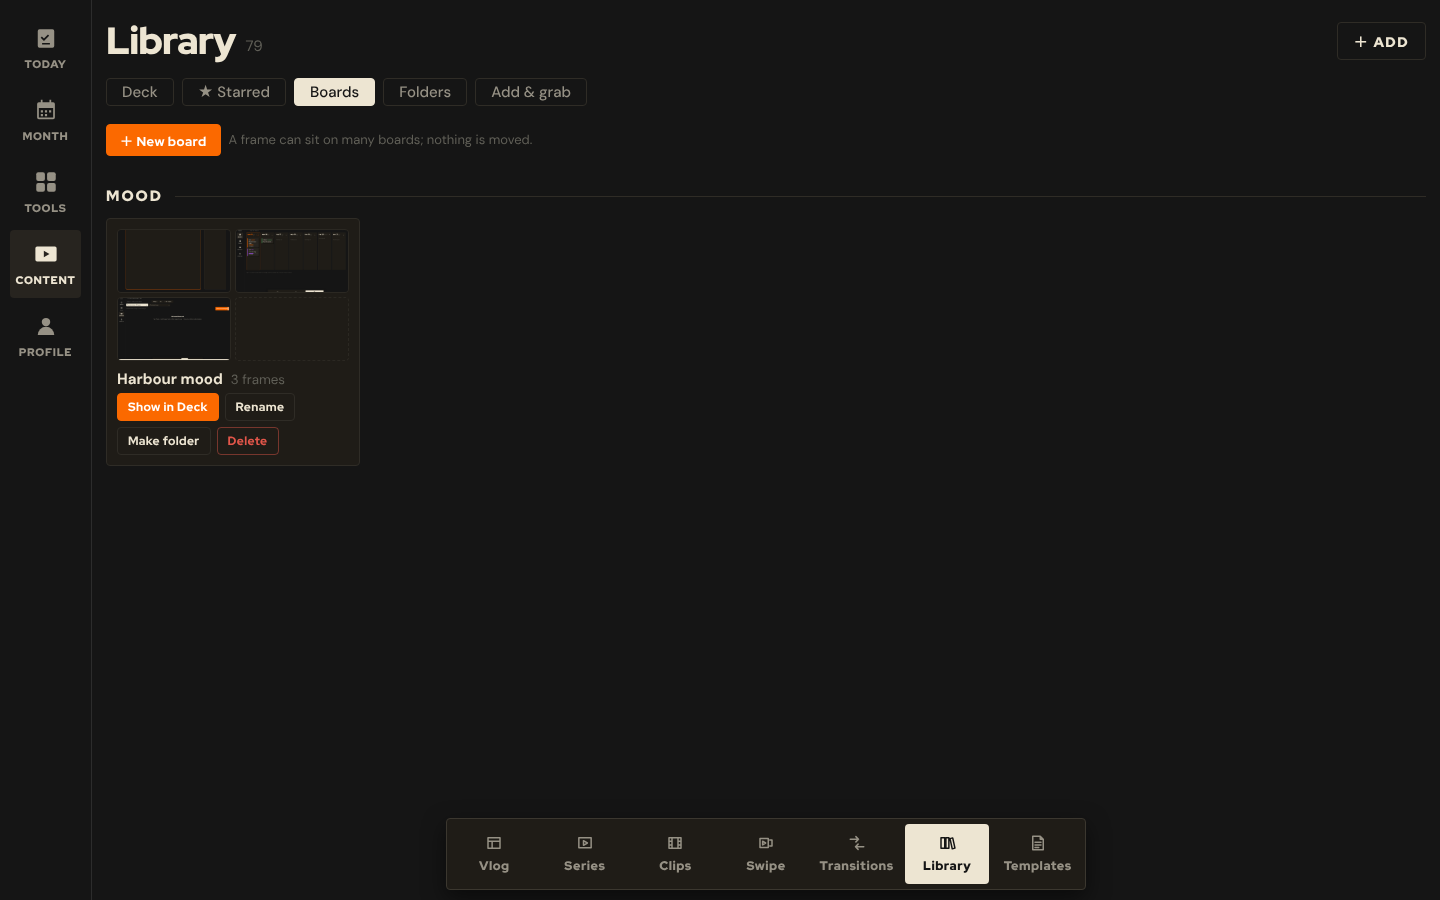 TODAY
MONTH
TOOLS
CONTENT
PROFILE
Library 79
+ ADD
Deck
★ Starred
Boards
Folders
Add & grab
+ New board
A frame can sit on many boards; nothing is moved.
MOOD
Harbour mood 3 frames
Show in Deck
Rename
Make folder
Delete
Vlog
Series
Clips
Swipe
Transitions
Library
Templates